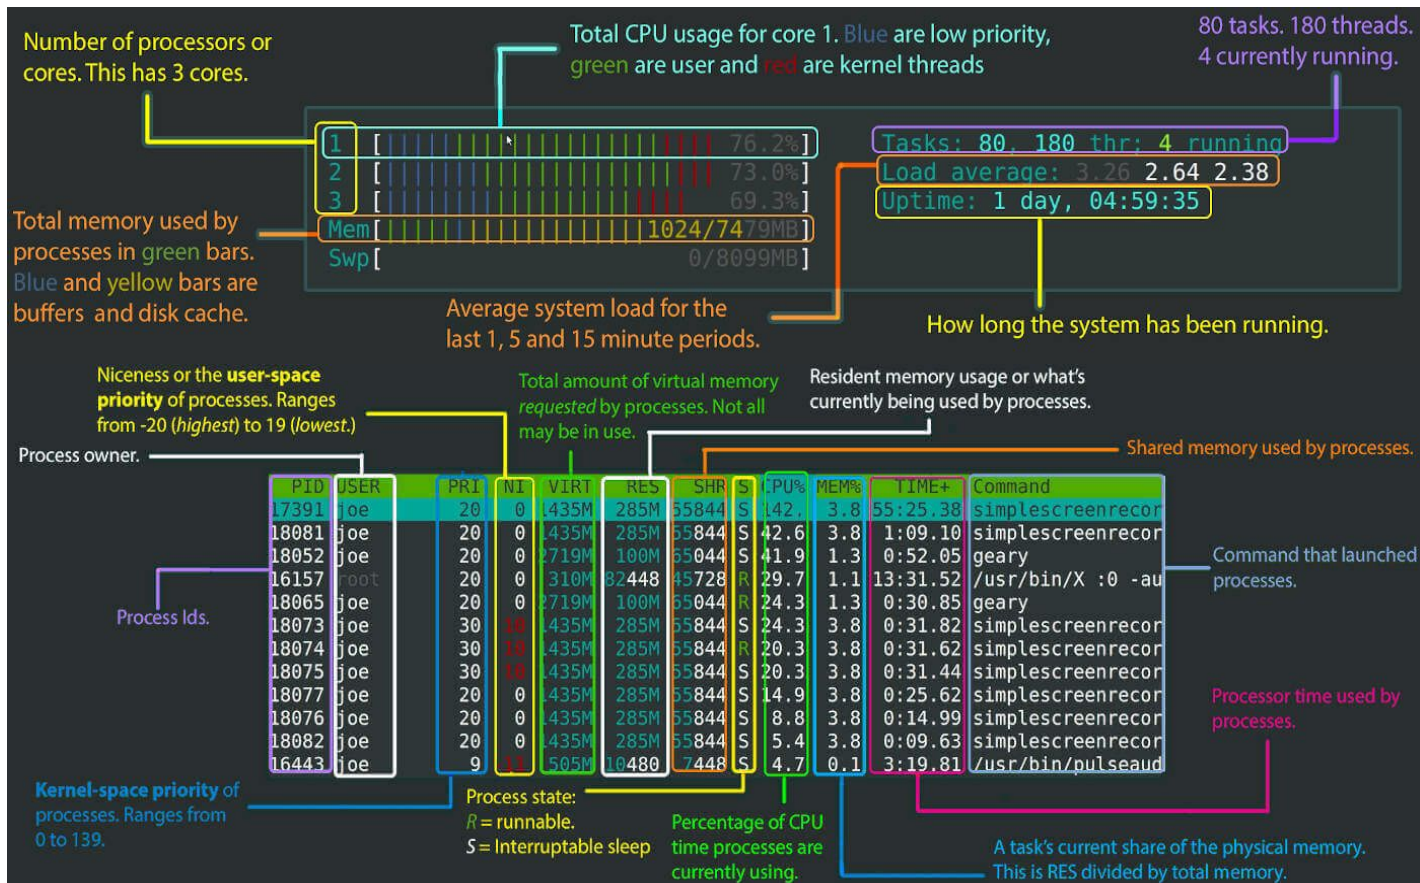 Number of processors or
cores. This has 3 cores.
Total CPU usage for core 1. Blue are low priority,
green are user and red are kernel threads
80 tasks. 180 threads.
4 currently running.
1 [ 76.2%]
2 [ 73.0%]
3 [ 69.3%]
Mem[ 1024/7479MB]
Swp[ 0/8099MB]
Tasks: 80, 180 thr; 4 running
Load average: 3.26 2.64 2.38
Uptime: 1 day, 04:59:35
Total memory used by
processes in green bars.
Blue and yellow bars are
buffers and disk cache.
Average system load for the
last 1, 5 and 15 minute periods.
How long the system has been running.
Niceness or the user-space
priority of processes. Ranges
from -20 (highest) to 19 (lowest.)
Total amount of virtual memory
requested by processes. Not all
may be in use.
Resident memory usage or what's
currently being used by processes.
Process owner.
Shared memory used by processes.
PID USER PRI NI VIRT RES SHR S CPU% MEM% TIME+ Command
17391 joe 20 0 1435M 285M 55844 S 142. 3.8 55:25.38 simplescreenrecor
18081 joe 20 0 1435M 285M 55844 S 42.6 3.8 1:09.10 simplescreenrecor
18052 joe 20 0 2719M 100M 65044 S 41.9 1.3 0:52.05 geary
16157 root 20 0 310M 82448 45728 R 29.7 1.1 13:31.52 /usr/bin/X :0 -au
18065 joe 20 0 2719M 100M 65044 R 24.3 1.3 0:30.85 geary
18073 joe 30 10 1435M 285M 55844 S 24.3 3.8 0:31.82 simplescreenrecor
18074 joe 30 10 1435M 285M 55844 R 20.3 3.8 0:31.62 simplescreenrecor
18075 joe 30 10 1435M 285M 55844 S 20.3 3.8 0:31.44 simplescreenrecor
18077 joe 20 0 1435M 285M 55844 S 14.9 3.8 0:25.62 simplescreenrecor
18076 joe 20 0 1435M 285M 55844 S 8.8 3.8 0:14.99 simplescreenrecor
18082 joe 20 0 1435M 285M 55844 S 5.4 3.8 0:09.63 simplescreenrecor
16443 joe 9 505M 10480 7448 S 4.7 0.1 3:19.81 /usr/bin/pulseaud
Process Ids.
Command that launched
processes.
Processor time used by
processes.
Kernel-space priority of
processes. Ranges from
0 to 139.
Process state:
R = runnable.
S = Interruptable sleep
Percentage of CPU
time processes are
currently using.
A task's current share of the physical memory.
This is RES divided by total memory.